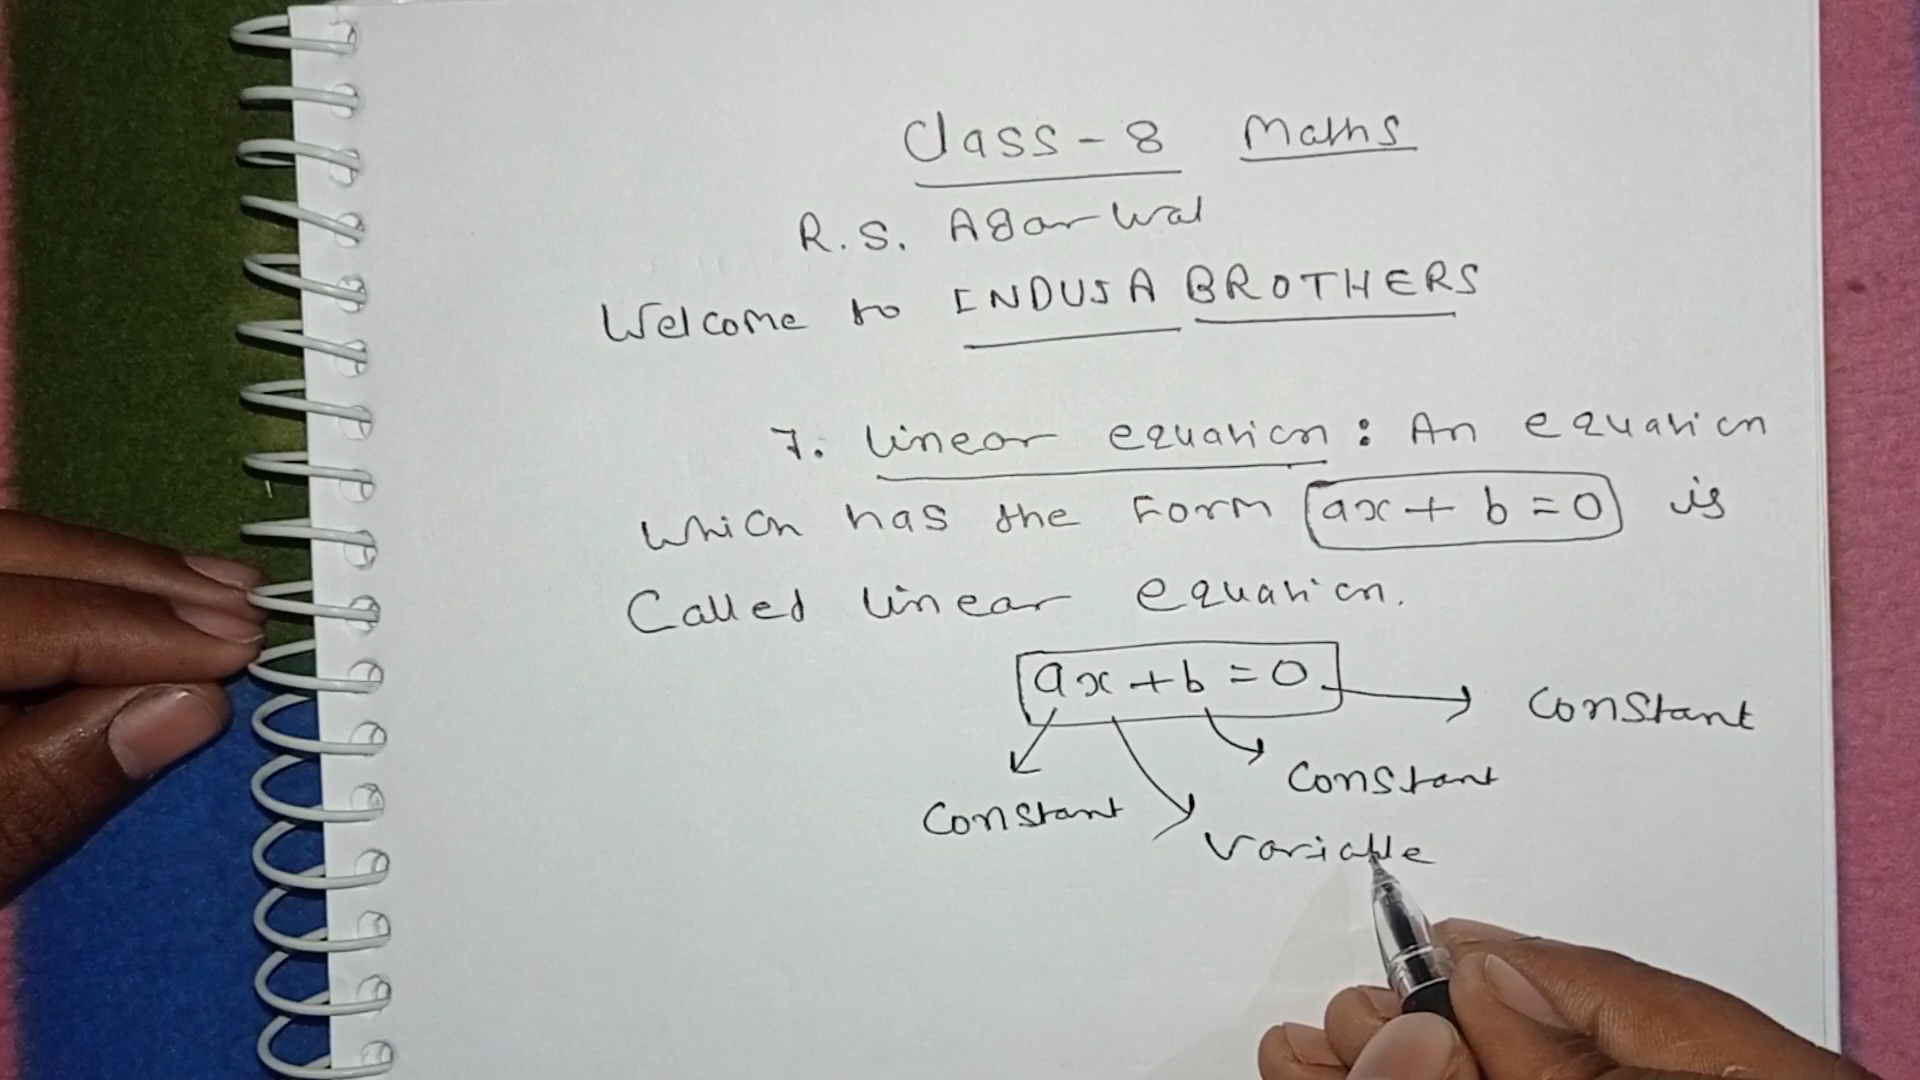 Class - 8 Maths
R.S. Agarwal
Welcome to INDUJA BROTHERS
7. linear equation : An equation
which has the Form ax + b = 0 is
Called linear equation.
ax + b = 0
Constant
Constant
Constant
Variable